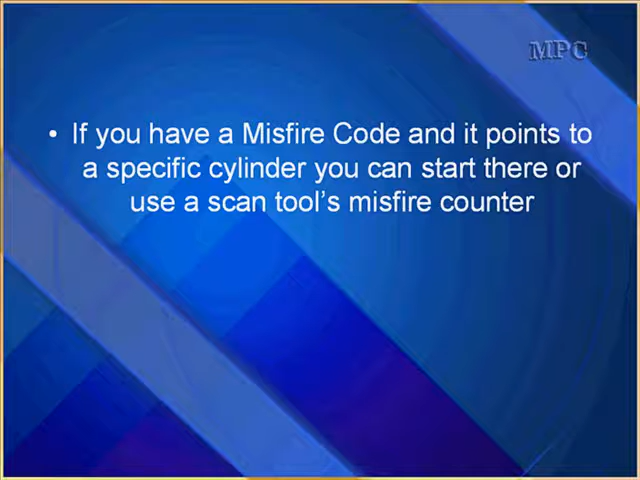 MPC
• If you have a Misfire Code and it points to
a specific cylinder you can start there or
use a scan tool’s misfire counter